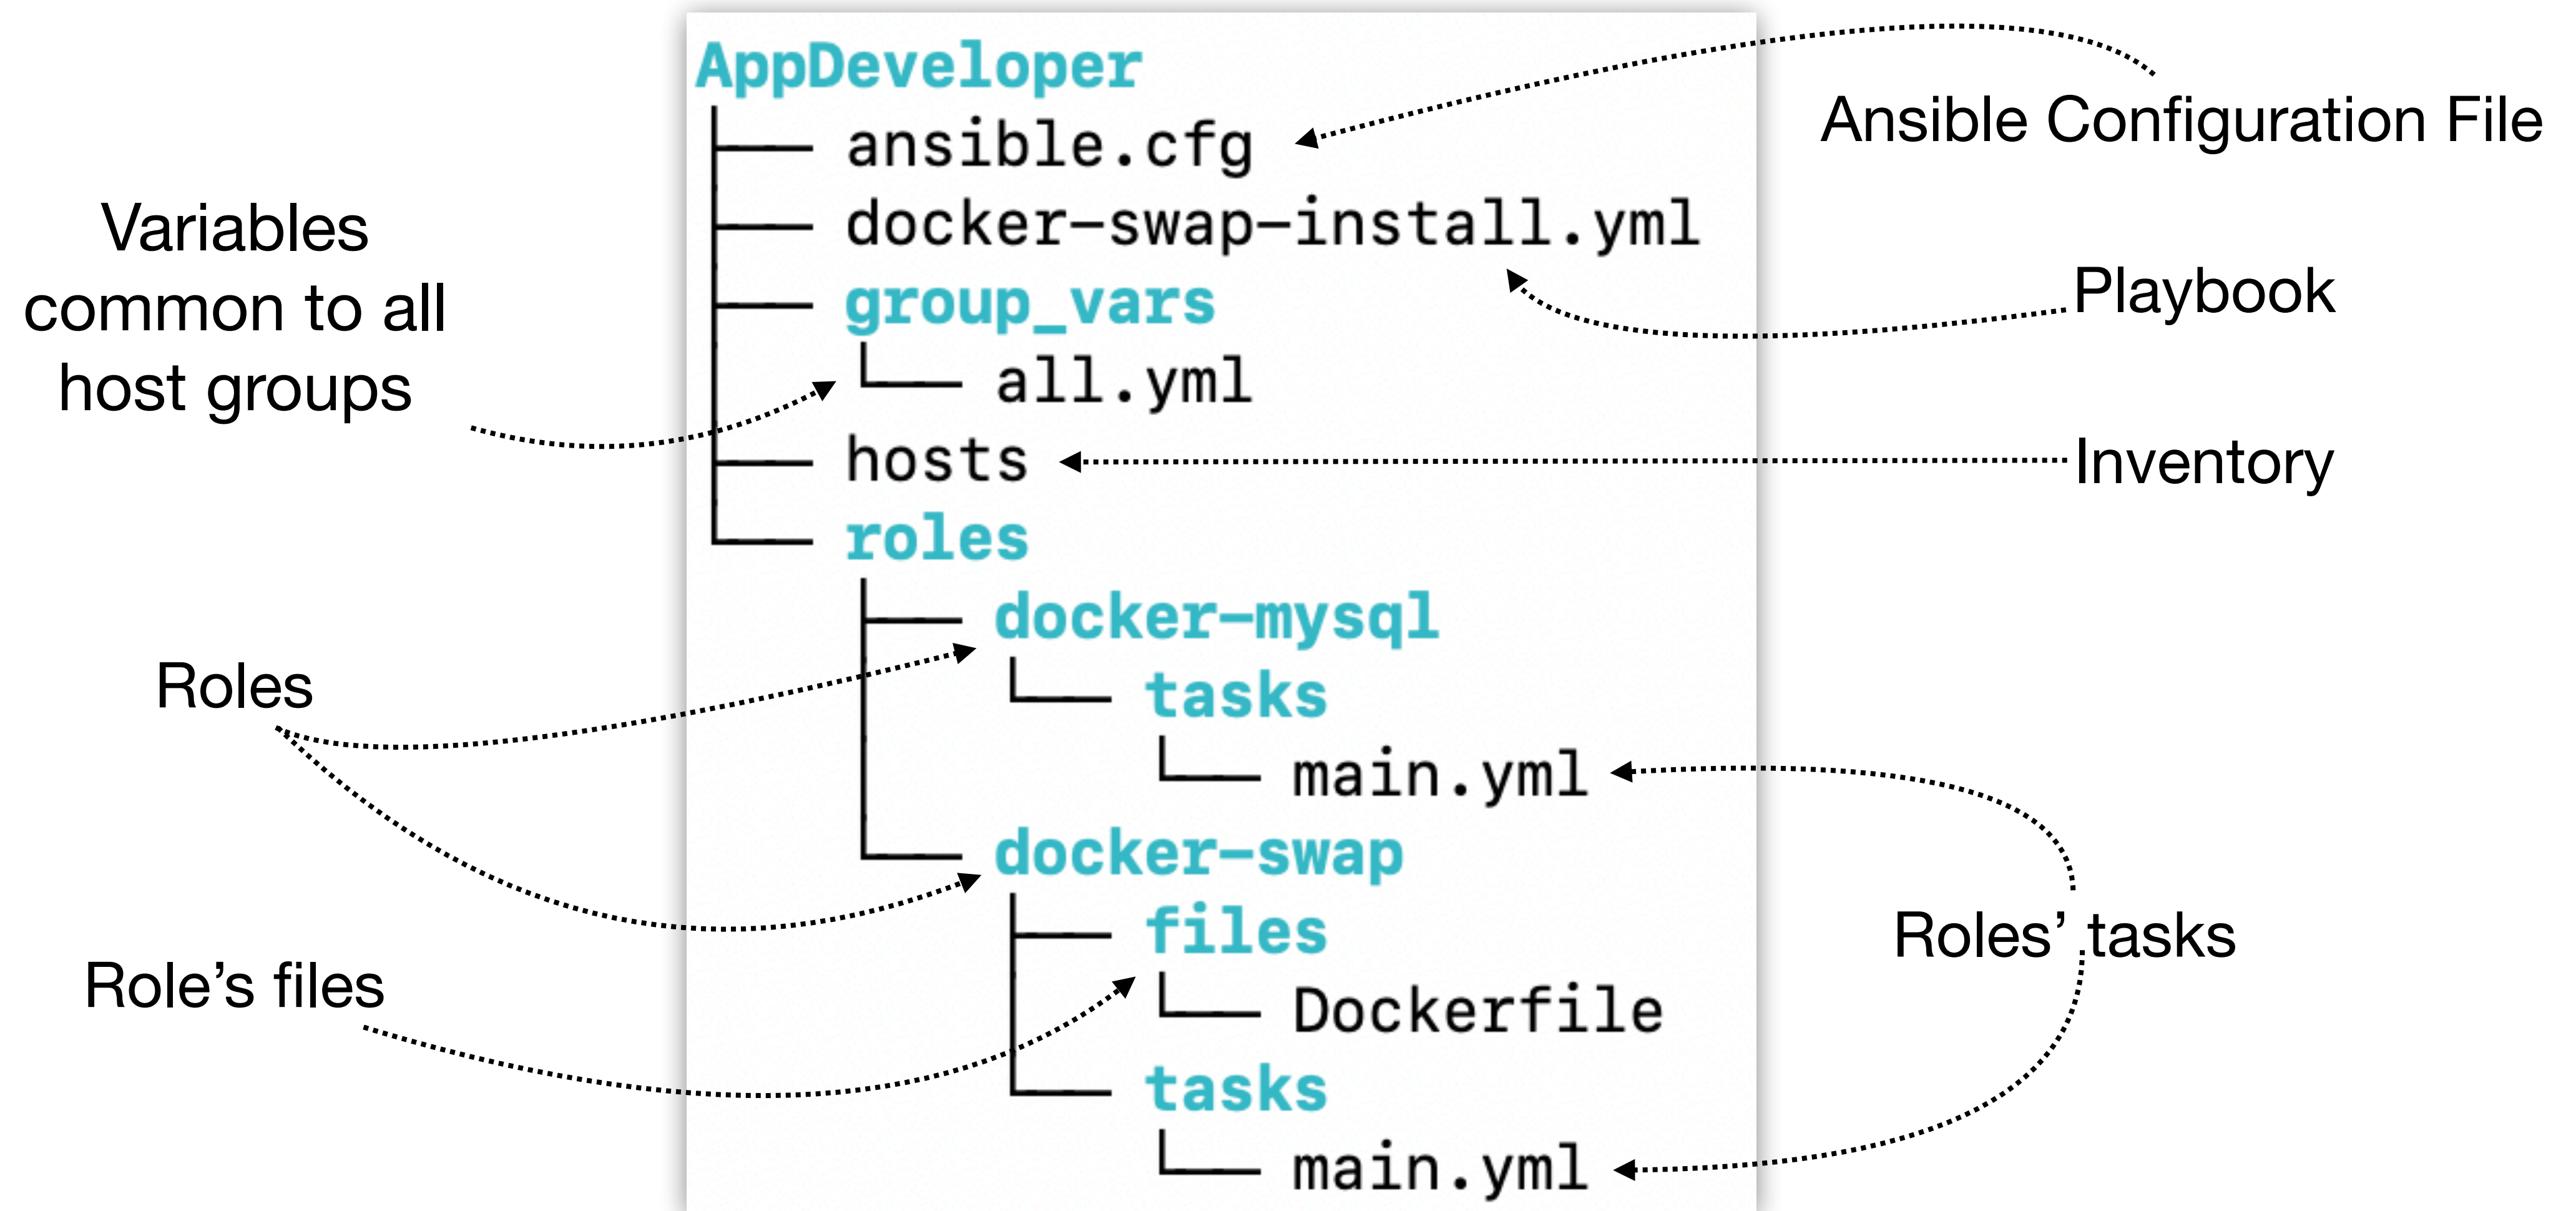 AppDeveloper
ansible.cfg
docker-swap-install.yml
group_vars
all.yml
hosts
roles
docker-mysql
tasks
main.yml
docker-swap
files
Dockerfile
tasks
main.yml
Variables
common to all
host groups
Roles
Role’s files
Ansible Configuration File
Playbook
Inventory
Roles’ tasks